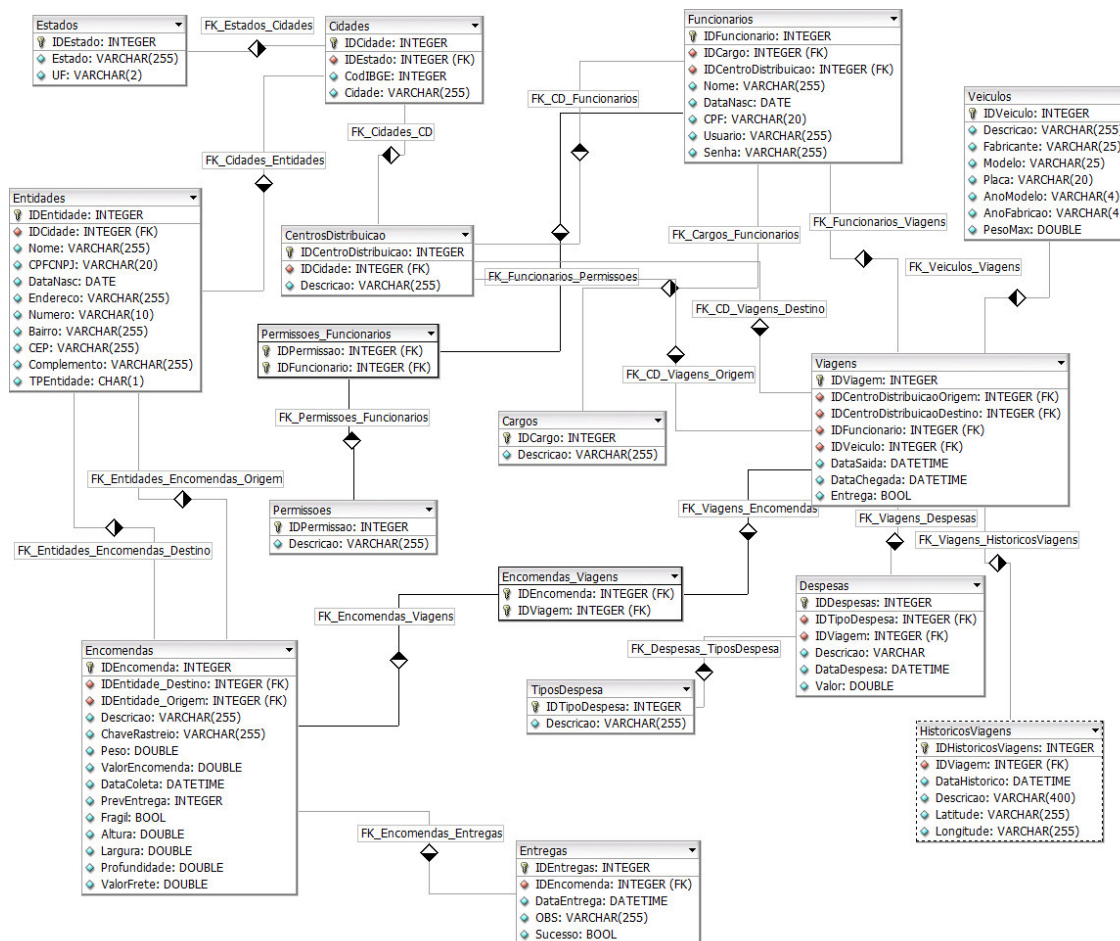 Estados
IDEstado: INTEGER
Estado: VARCHAR(255)
UF: VARCHAR(2)
FK_Estados_Cidades
Cidades
IDCidade: INTEGER
IDEstado: INTEGER (FK)
CodIBGE: INTEGER
Cidade: VARCHAR(255)
Funcionarios
IDFuncionario: INTEGER
IDCargo: INTEGER (FK)
IDCentroDistribuicao: INTEGER (FK)
Nome: VARCHAR(255)
DataNasc: DATE
CPF: VARCHAR(20)
Usuario: VARCHAR(255)
Senha: VARCHAR(255)
Veiculos
IDVeiculo: INTEGER
Descricao: VARCHAR(255)
Fabricante: VARCHAR(25)
Modelo: VARCHAR(25)
Placa: VARCHAR(20)
AnoModelo: VARCHAR(4)
AnoFabricao: VARCHAR(4
PesoMax: DOUBLE
FK_CD_Funcionarios
FK_Cidades_CD
FK_Cidades_Entidades
Entidades
IDEntidade: INTEGER
IDCidade: INTEGER (FK)
Nome: VARCHAR(255)
CPFCNPJ: VARCHAR(20)
DataNasc: DATE
Endereco: VARCHAR(255)
Numero: VARCHAR(10)
Bairro: VARCHAR(255)
CEP: VARCHAR(255)
Complemento: VARCHAR(255)
TPEntidade: CHAR(1)
CentrosDistribuicao
IDCentroDistribuicao: INTEGER
IDCidade: INTEGER (FK)
Descricao: VARCHAR(255)
FK_Funcionarios_Viagens
FK_Cargos_Funcionarios
FK_Veiculos_Viagens
FK_Funcionarios_Permissoes
FK_CD_Viagens_Destino
Permissoes_Funcionarios
IDPermissao: INTEGER (FK)
IDFuncionario: INTEGER (FK)
FK_CD_Viagens_Origem
Viagens
IDViagem: INTEGER
IDCentroDistribuicaoOrigem: INTEGER (FK)
IDCentroDistribuicaoDestino: INTEGER (FK)
IDFuncionario: INTEGER (FK)
IDVeiculo: INTEGER (FK)
DataSaida: DATETIME
DataChegada: DATETIME
Entrega: BOOL
FK_Permissoes_Funcionarios
Cargos
IDCargo: INTEGER
Descricao: VARCHAR(255)
FK_Entidades_Encomendas_Origem
Permissoes
IDPermissao: INTEGER
Descricao: VARCHAR(255)
FK_Viagens_Encomendas
FK_Viagens_Despesas
FK_Viagens_HistoricosViagens
FK_Entidades_Encomendas_Destino
Encomendas_Viagens
IDEncomenda: INTEGER (FK)
IDViagem: INTEGER (FK)
Despesas
IDDespesas: INTEGER
IDTipoDespesa: INTEGER (FK)
IDViagem: INTEGER (FK)
Descricao: VARCHAR
DataDespesa: DATETIME
Valor: DOUBLE
FK_Encomendas_Viagens
FK_Despesas_TiposDespesa
Encomendas
IDEncomenda: INTEGER
IDEntidade_Destino: INTEGER (FK)
IDEntidade_Origem: INTEGER (FK)
Descricao: VARCHAR(255)
ChaveRastreio: VARCHAR(255)
Peso: DOUBLE
ValorEncomenda: DOUBLE
DataColeta: DATETIME
PrevEntrega: INTEGER
Fragil: BOOL
Altura: DOUBLE
Largura: DOUBLE
Profundidade: DOUBLE
ValorFrete: DOUBLE
TiposDespesa
IDTipoDespesa: INTEGER
Descricao: VARCHAR(255)
HistoricosViagens
IDHistoricosViagens: INTEGER
IDViagem: INTEGER (FK)
DataHistorico: DATETIME
Descricao: VARCHAR(400)
Latitude: VARCHAR(255)
Longitude: VARCHAR(255)
FK_Encomendas_Entregas
Entregas
IDEntregas: INTEGER
IDEncomenda: INTEGER (FK)
DataEntrega: DATETIME
OBS: VARCHAR(255)
Sucesso: BOOL